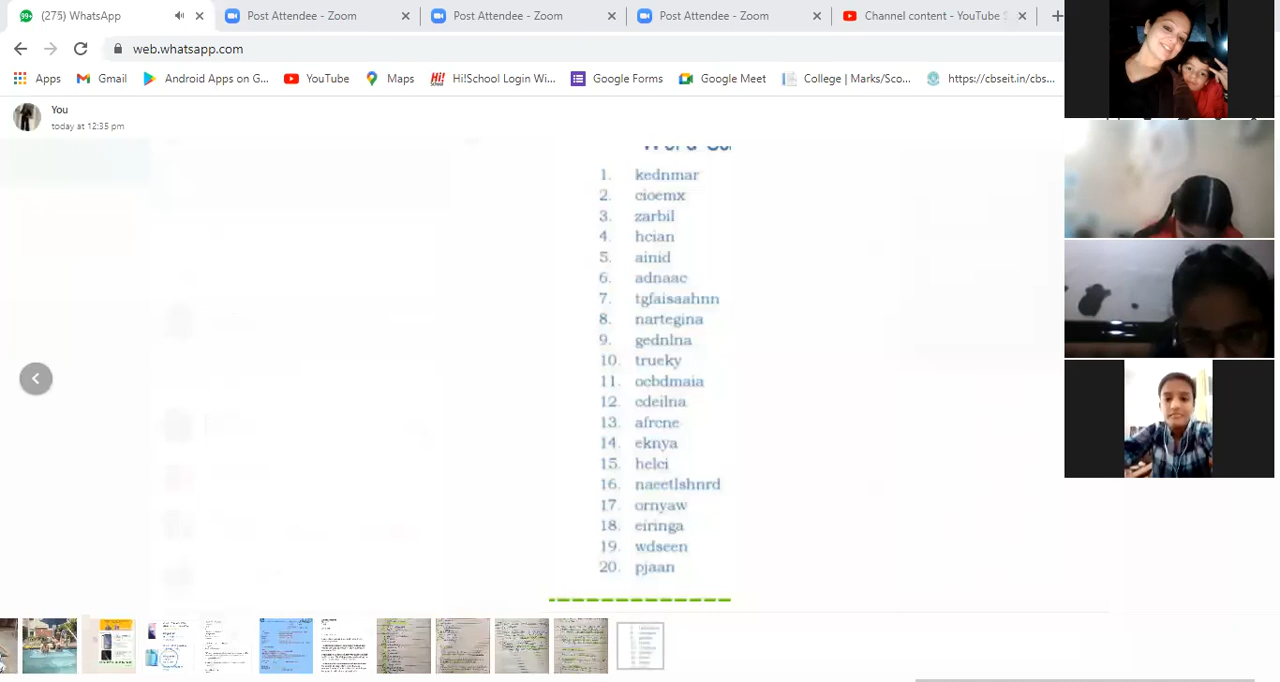 (275) WhatsApp
Post Attendee - Zoom
Post Attendee - Zoom
Post Attendee - Zoom
Channel content - YouTube
web.whatsapp.com
Apps
Gmail
Android Apps on G...
YouTube
Maps
Hi!School Login Wi...
Google Forms
Google Meet
College | Marks/Sco...
https://cbseit.in/cbs...
You
today at 12:35 pm
1. kednmar
2. cioemx
3. zarbil
4. hcian
5. ainid
6. adnaac
7. tgfaisaahnn
8. nartegina
9. gednlna
10. trueky
11. ocbdmaia
12. cdeilna
13. afrcne
14. eknya
15. helci
16. naeetlshnrd
17. ornyaw
18. eiringa
19. wdseen
20. pjaan